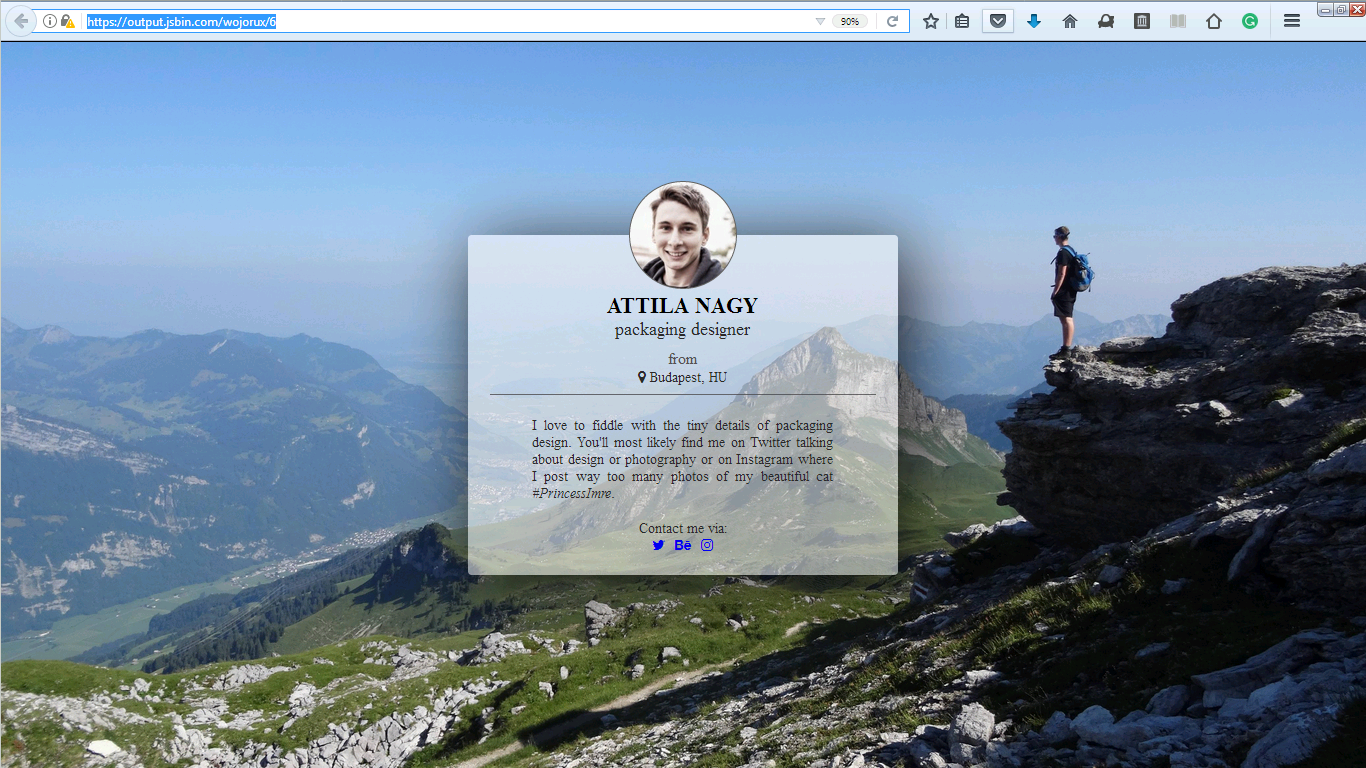 https://output.jsbin.com/wojorux/6
90%
ATTILA NAGY
packaging designer
from
Budapest, HU
I love to fiddle with the tiny details of packaging
design. You'll most likely find me on Twitter talking
about design or photography or on Instagram where
I post way too many photos of my beautiful cat
#PrincessImre.
Contact me via:
Bē